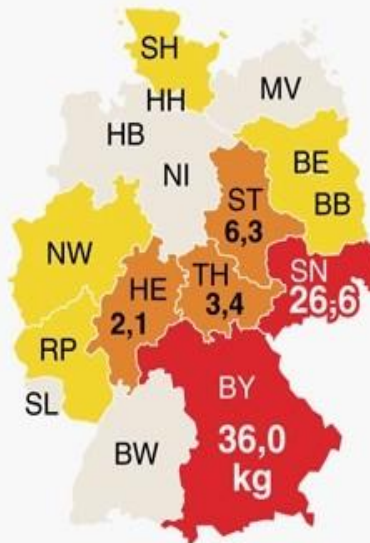 SH
HH
MV
HB
NI
BE
BB
ST
6,3
NW
HE
2,1
TH
3,4
SN
26,6
RP
SL
BY
36,0
kg
BW